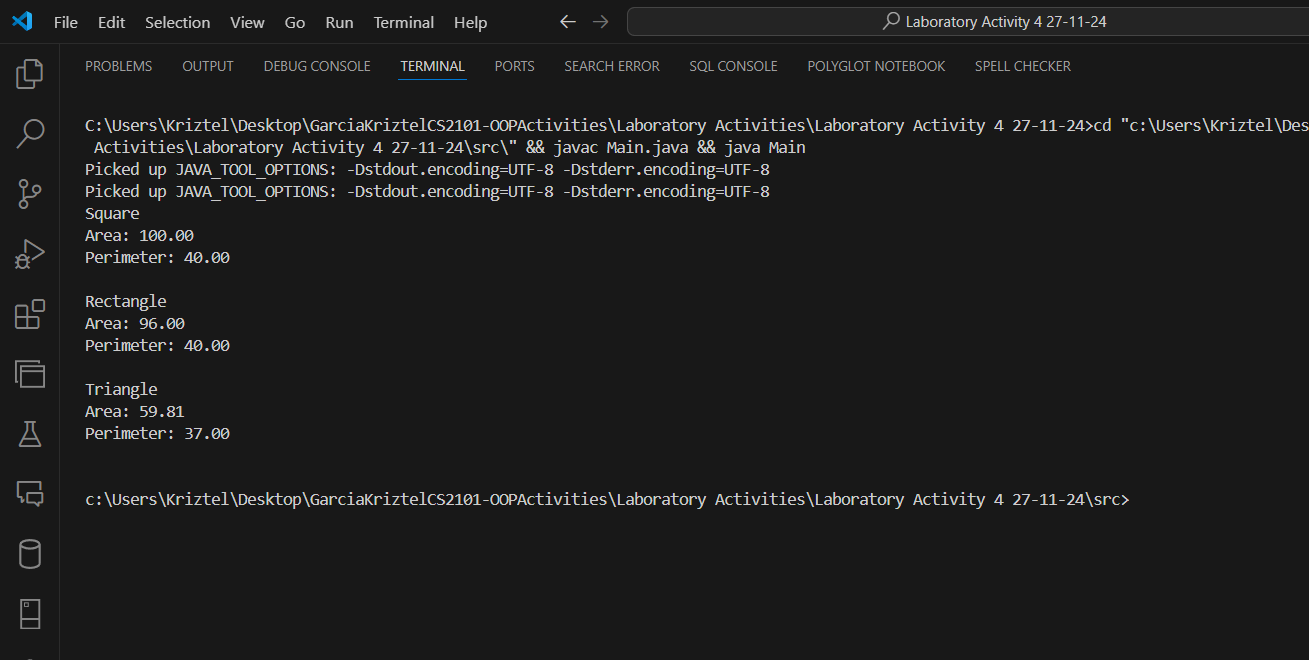 File Edit Selection View Go Run Terminal Help
Laboratory Activity 4 27-11-24
PROBLEMS OUTPUT DEBUG CONSOLE TERMINAL PORTS SEARCH ERROR SQL CONSOLE POLYGLOT NOTEBOOK SPELL CHECKER
C:\Users\Kriztel\Desktop\GarciaKriztelCS2101-OOPActivities\Laboratory Activities\Laboratory Activity 4 27-11-24>cd "c:\Users\Kriztel\Des
Activities\Laboratory Activity 4 27-11-24\src\" && javac Main.java && java Main
Picked up JAVA_TOOL_OPTIONS: -Dstdout.encoding=UTF-8 -Dstderr.encoding=UTF-8
Picked up JAVA_TOOL_OPTIONS: -Dstdout.encoding=UTF-8 -Dstderr.encoding=UTF-8
Square
Area: 100.00
Perimeter: 40.00
Rectangle
Area: 96.00
Perimeter: 40.00
Triangle
Area: 59.81
Perimeter: 37.00
c:\Users\Kriztel\Desktop\GarciaKriztelCS2101-OOPActivities\Laboratory Activities\Laboratory Activity 4 27-11-24\src>